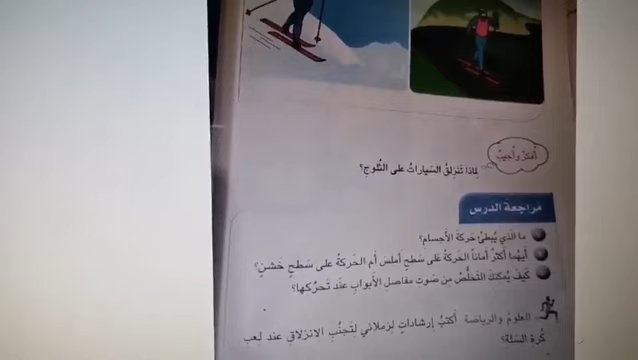 أفكر وأجيب
لماذا تنزلق السيارات على الثلوج؟
مراجعة الدرس
ما الذي يبطئ حركة الأجسام؟
أيهما أكثر أمانا الحركة على سطح أملس أم الحركة على سطح خشن؟
كيف يمكنك التخلص من صوت مفاصل الأبواب عند تحركها؟
العلوم والرياضة أكتب إرشادات لزملائي لتجنب الانزلاق عند لعب
كرة السلة؟